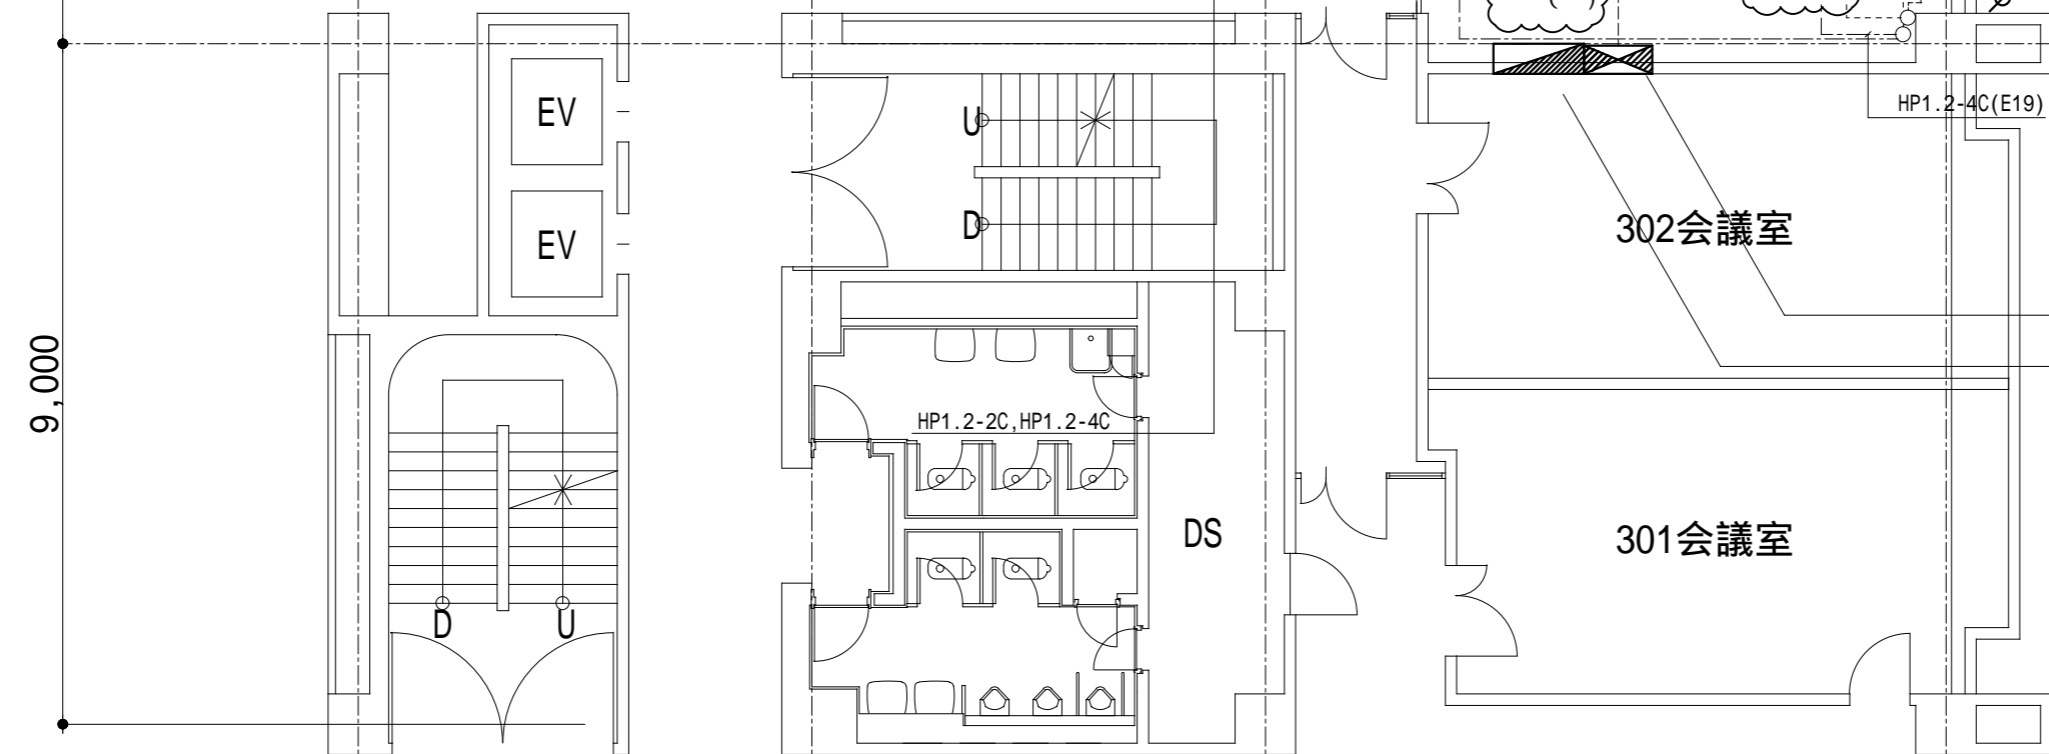 EV
HP1.2-4C(E19)
U
D
EV
302会議室
9,000
HP1.2-2C,HP1.2-4C
DS
301会議室
D
U